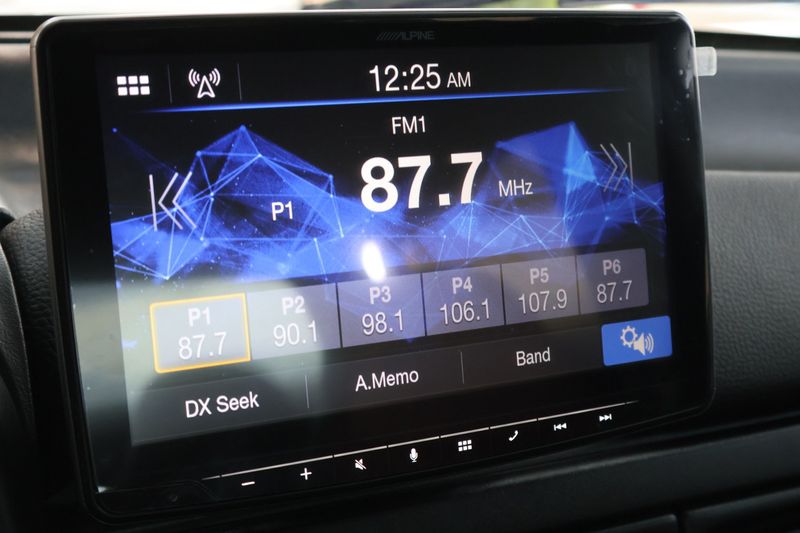 ALPINE
12:25 AM
FM1
87.7 MHz
P1
P1 P2 P3 P4 P5 P6
87.7 90.1 98.1 106.1 107.9 87.7
DX Seek A.Memo Band